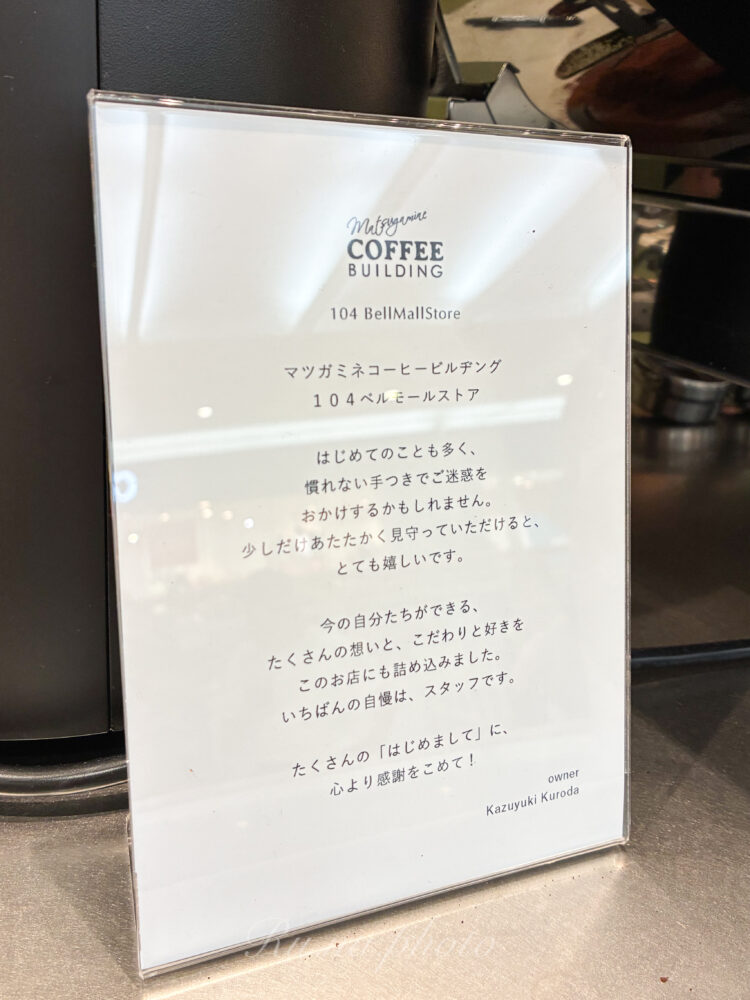 Matsugamine
COFFEE
BUILDING
104 BellMallStore
マツガミネコーヒービルヂング
１０４ベルモールストア
はじめてのことも多く、
慣れない手つきでご迷惑を
おかけするかもしれません。
少しだけあたたかく見守っていただけると、
とても嬉しいです。
今の自分たちができる、
たくさんの想いと、こだわりと好きを
このお店にも詰め込みました。
いちばんの自慢は、スタッフです。
たくさんの「はじめまして」に、
心より感謝をこめて！
owner
Kazuyuki Kuroda
photo